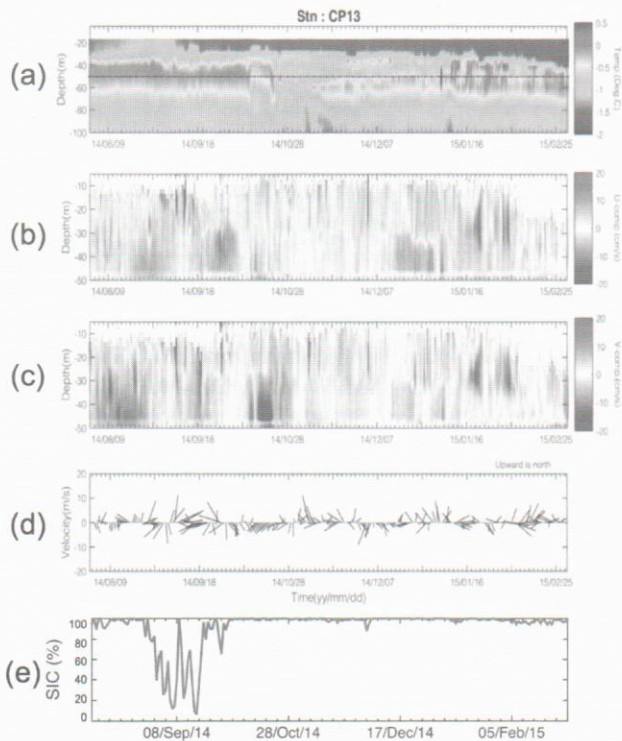 Stn : CP13
(a)
Depth(m)
-20
-40
-60
-80
-100
14/08/09 14/09/18 14/10/28 14/12/07 15/01/16 15/02/25
0.5
0
-0.5
-1
-1.5
-2
Temp.(Deg.C)
(b)
Depth(m)
-10
-20
-30
-40
-50
14/08/09 14/09/18 14/10/28 14/12/07 15/01/16 15/02/25
20
10
0
-10
-20
U-comp.(cm/s)
(c)
Depth(m)
-10
-20
-30
-40
-50
14/08/09 14/09/18 14/10/28 14/12/07 15/01/16 15/02/25
20
10
0
-10
-20
V-comp.(cm/s)
Upward is north
(d)
Velocity(m/s)
20
10
0
-10
-20
14/08/09 14/09/18 14/10/28 14/12/07 15/01/16 15/02/25
Time(yy/mm/dd)
(e)
SIC (%)
100
80
60
40
20
0
08/Sep/14 28/Oct/14 17/Dec/14 05/Feb/15